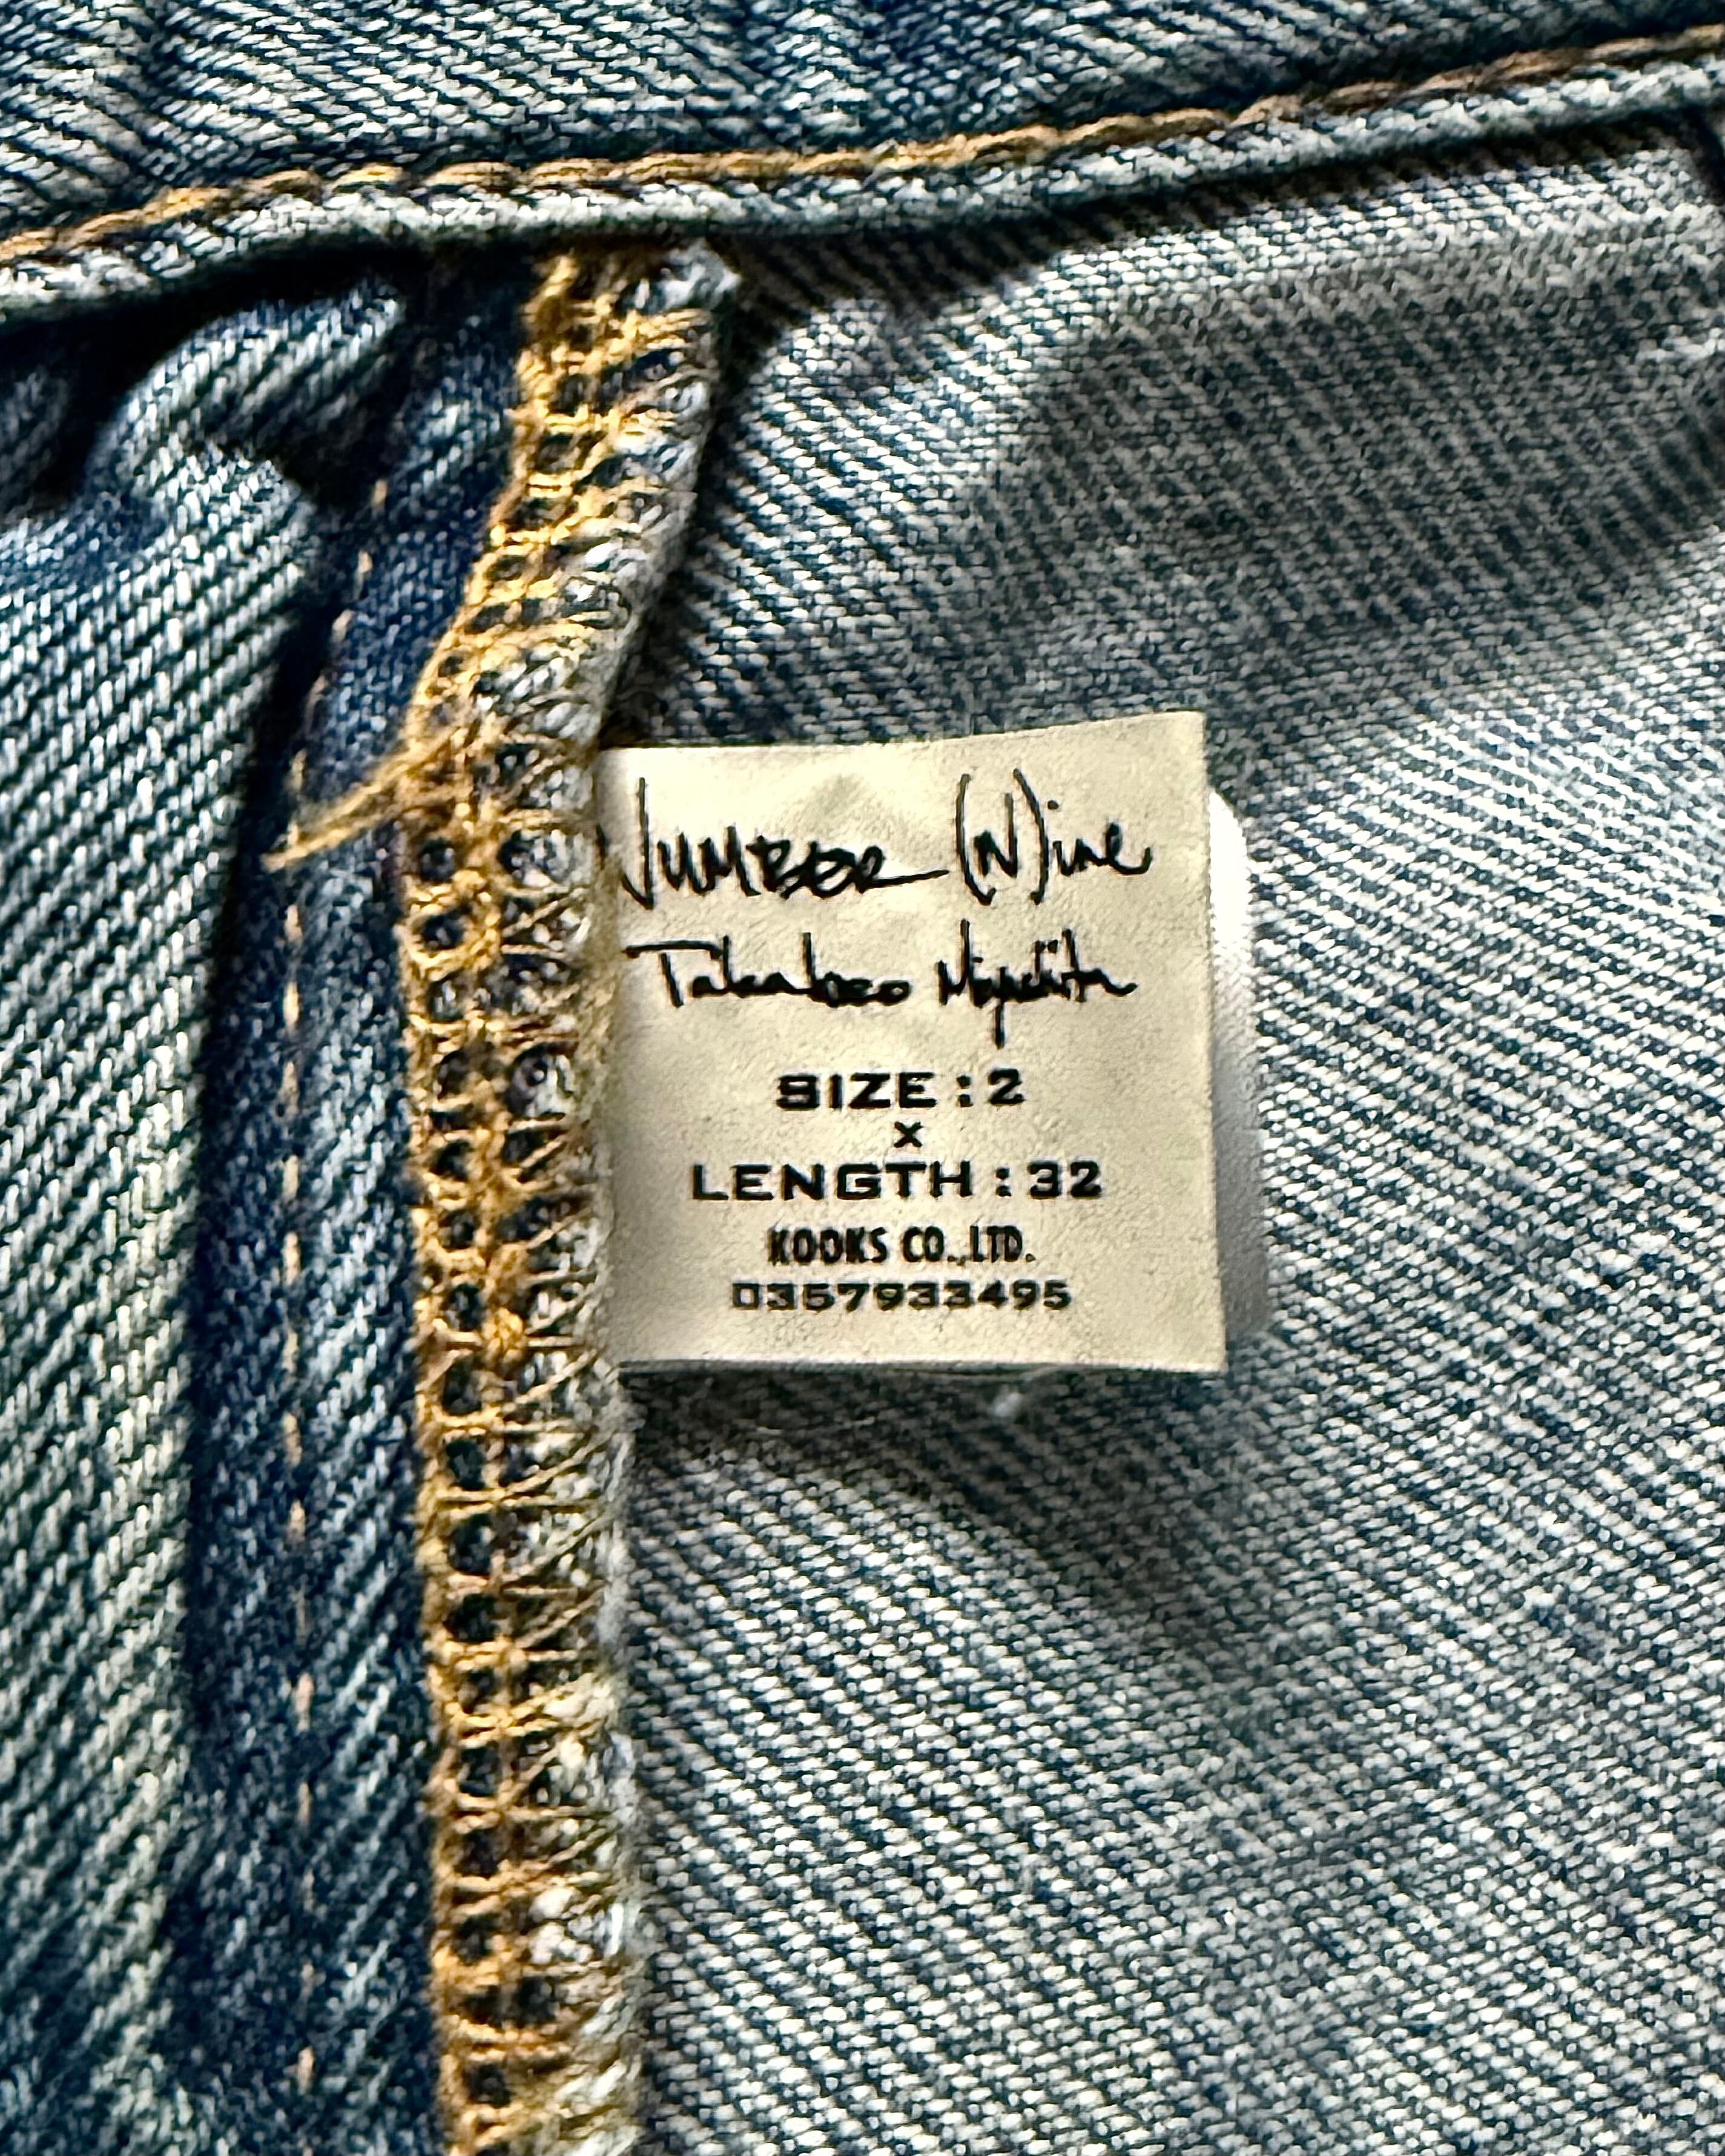 NUMBER (N)ine
Takahiro Miyashita
SIZE : 2
x
LENGTH : 32
KOOKS CO.,LTD.
0357933495